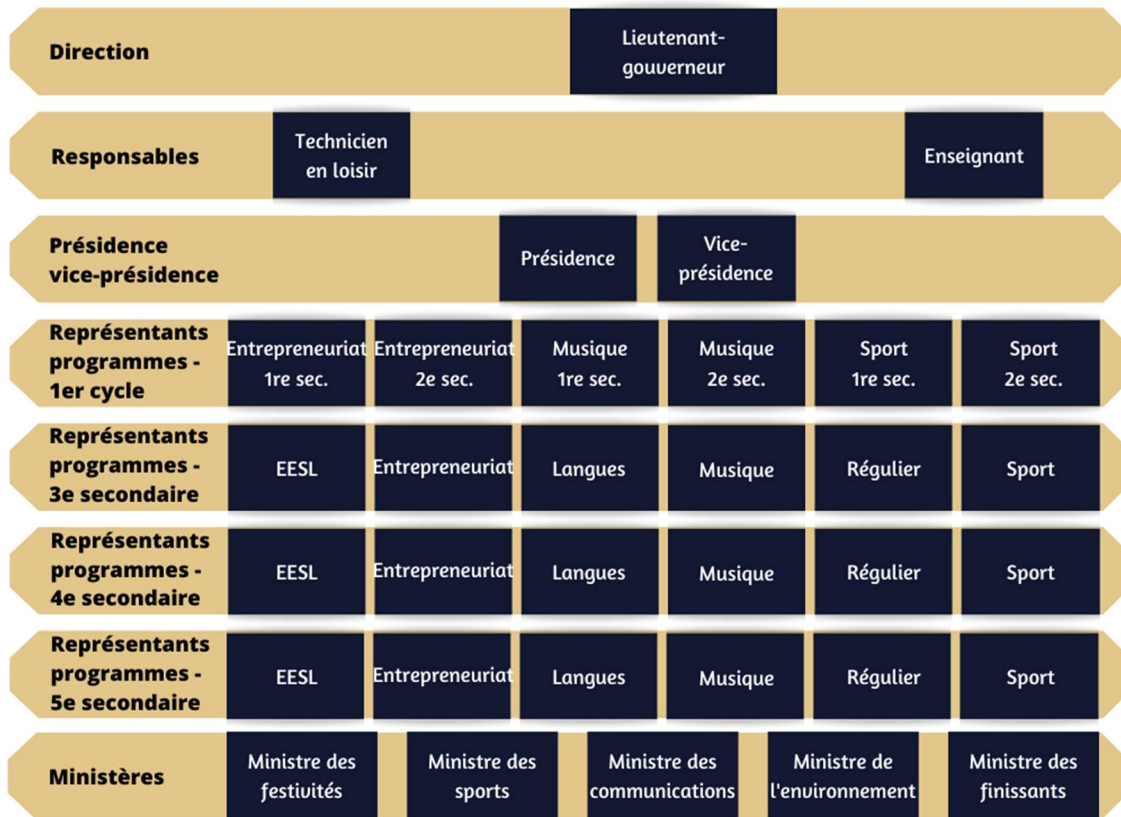 Direction
Lieutenant-
gouverneur
Responsables
Technicien
en loisir
Enseignant
Présidence
vice-présidence
Présidence
Vice-
présidence
Représentants
programmes -
1er cycle
Entrepreneuriat
1re sec.
Entrepreneuriat
2e sec.
Musique
1re sec.
Musique
2e sec.
Sport
1re sec.
Sport
2e sec.
Représentants
programmes -
3e secondaire
EESL
Entrepreneuriat
Langues
Musique
Régulier
Sport
Représentants
programmes -
4e secondaire
EESL
Entrepreneuriat
Langues
Musique
Régulier
Sport
Représentants
programmes -
5e secondaire
EESL
Entrepreneuriat
Langues
Musique
Régulier
Sport
Ministères
Ministre des
festivités
Ministre des
sports
Ministre des
communications
Ministre de
l'environnement
Ministre des
finissants